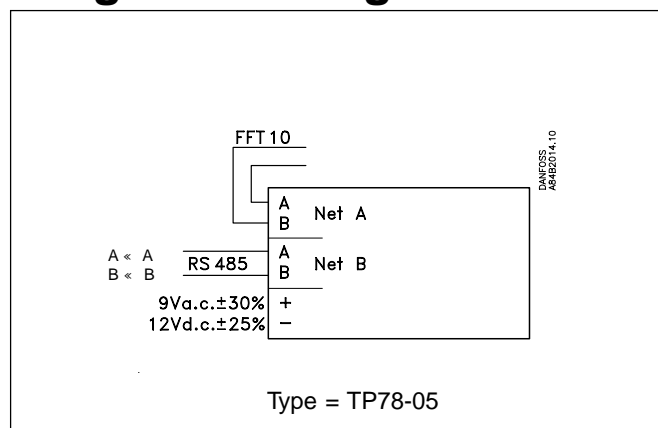 FFT 10
DANFOSS
A84B2014.10
A
B
Net A
A « A
B « B
RS 485
A
B
Net B
9Va.c.±30% +
12Vd.c.±25% −
Type = TP78-05